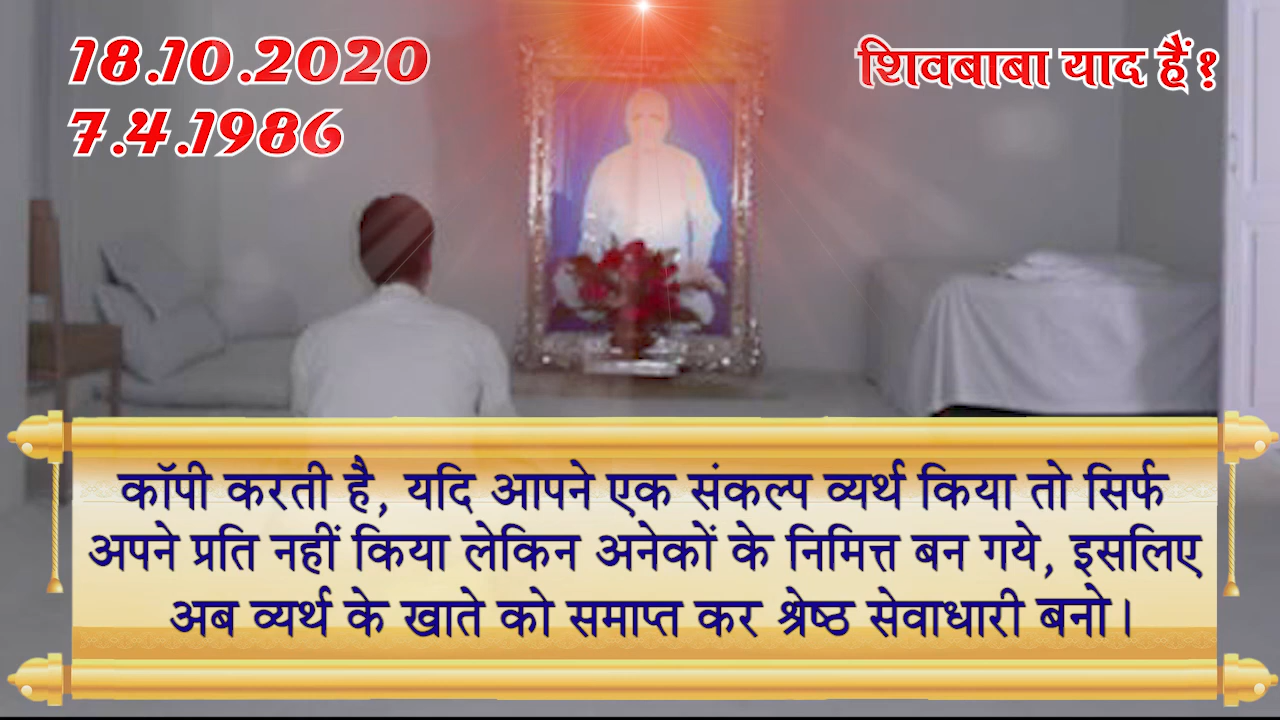 18.10.2020
7.4.1986
शिवबाबा याद हैं?
कॉपी करती है, यदि आपने एक संकल्प व्यर्थ किया तो सिर्फ
अपने प्रति नहीं किया लेकिन अनेकों के निमित्त बन गये, इसलिए
अब व्यर्थ के खाते को समाप्त कर श्रेष्ठ सेवाधारी बनो।